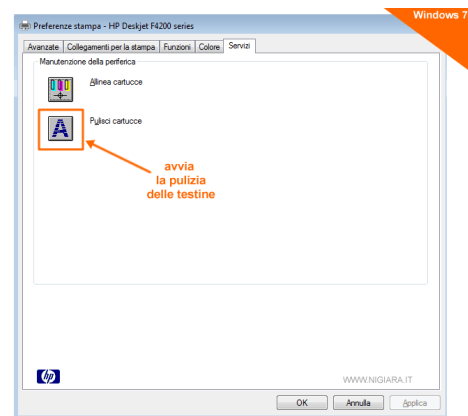 Windows 7
Preferenze stampa - HP Deskjet F4200 series
Avanzate Collegamenti per la stampa Funzioni Colore Servizi
Manutenzione della periferica
Allinea cartucce
Pulisci cartucce
A
avvia
la pulizia
delle testine
hp
WWW.NIGIARA.IT
OK Annulla Applica